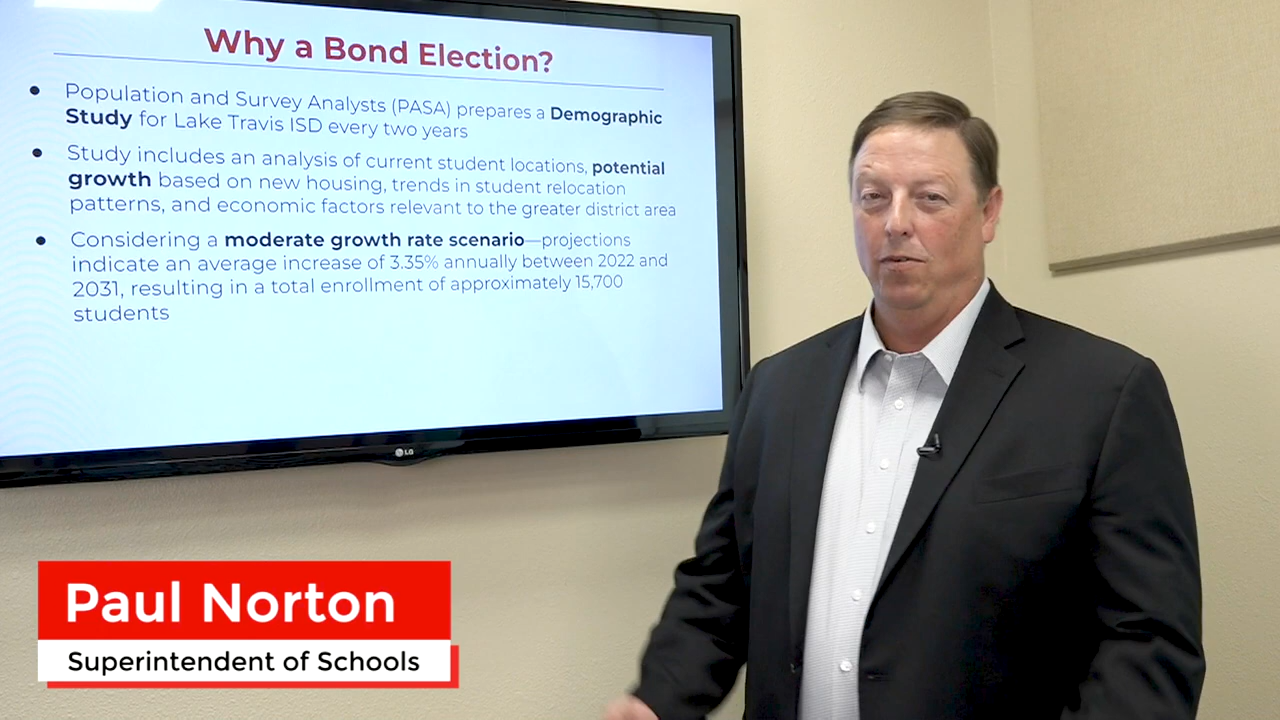 Why a Bond Election?
• Population and Survey Analysts (PASA) prepares a Demographic
Study for Lake Travis ISD every two years
• Study includes an analysis of current student locations, potential
growth based on new housing, trends in student relocation
patterns, and economic factors relevant to the greater district area
• Considering a moderate growth rate scenario—projections
indicate an average increase of 3.35% annually between 2022 and
2031, resulting in a total enrollment of approximately 15,700
students
LG
Paul Norton
Superintendent of Schools